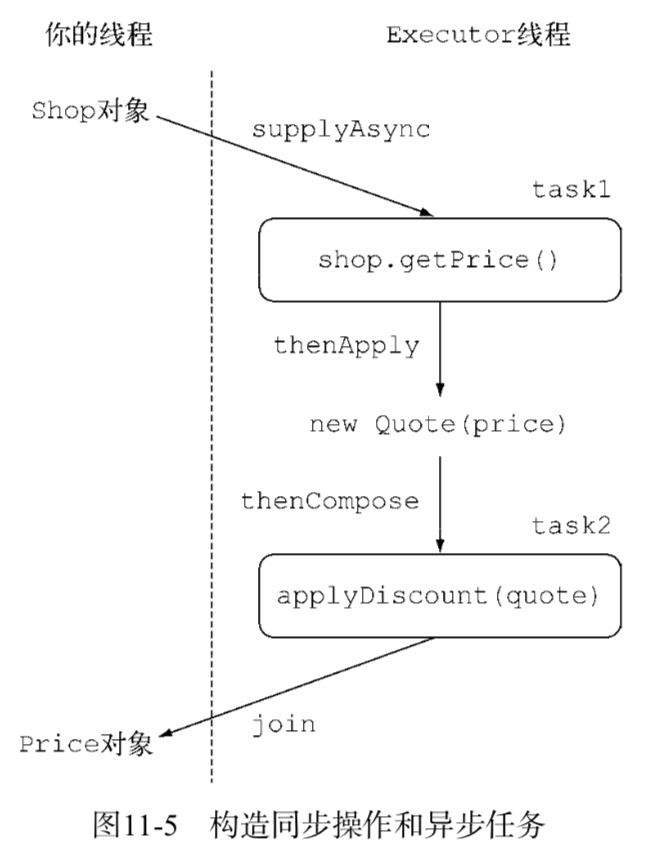 你的线程
Executor线程
Shop对象
supplyAsync
task1
shop.getPrice()
thenApply
new Quote(price)
thenCompose
task2
applyDiscount(quote)
join
Price对象
图11-5 构造同步操作和异步任务